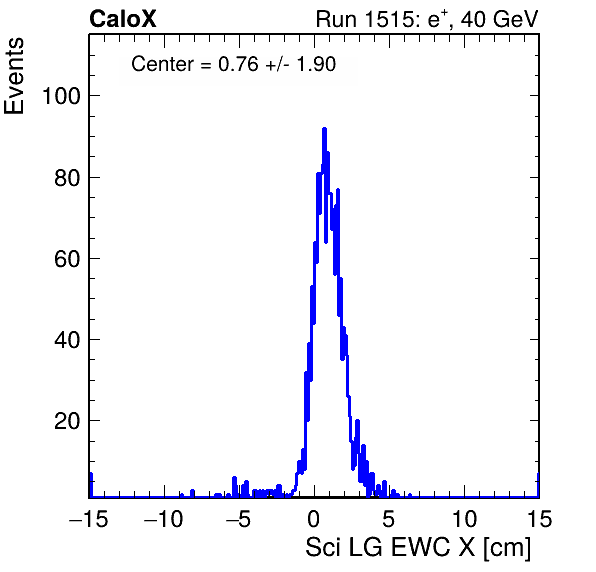 CaloX Run 1515: e⁺, 40 GeV
Center = 0.76 +/- 1.90
Events
100
80
60
40
20
−15 −10 −5 0 5 10 15
Sci LG EWC X [cm]